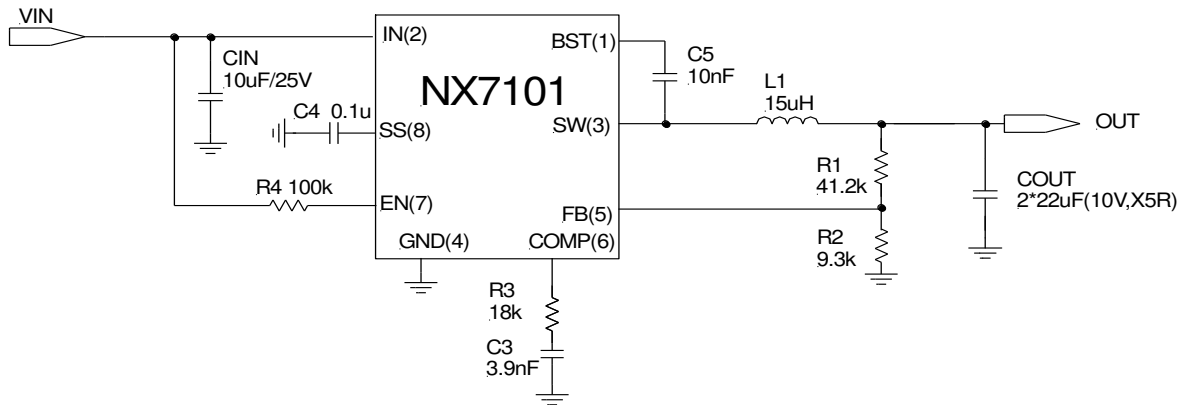 VIN
IN(2)
BST(1)
CIN
10uF/25V
C5
10nF
NX7101
L1
15uH
C4 0.1u
SS(8)
SW(3)
OUT
R1
41.2k
COUT
2*22uF(10V,X5R)
R4 100k
EN(7)
FB(5)
GND(4)
COMP(6)
R2
9.3k
R3
18k
C3
3.9nF